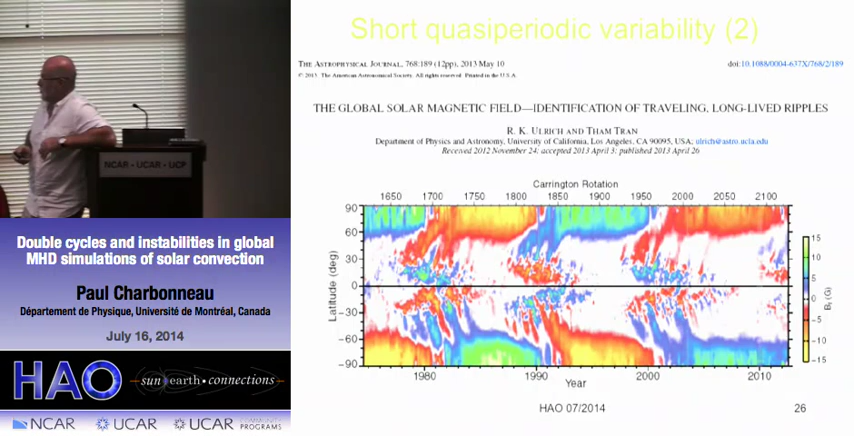 Short quasiperiodic variability (2)
THE ASTROPHYSICAL JOURNAL, 768:189 (12pp), 2013 May 10
doi:10.1088/0004-637X/768/2/189
© 2013. The American Astronomical Society. All rights reserved. Printed in the U.S.A.
THE GLOBAL SOLAR MAGNETIC FIELD—IDENTIFICATION OF TRAVELING, LONG-LIVED RIPPLES
R. K. ULRICH AND THAM TRAN
Department of Physics and Astronomy, University of California, Los Angeles, CA 90095, USA; ulrich@astro.ucla.edu
Received 2012 November 24; accepted 2013 April 3; published 2013 April 26
Carrington Rotation
1650 1700 1750 1800 1850 1900 1950 2000 2050 2100
Latitude (deg)
90
60
30
0
−30
−60
−90
1980 1990 2000 2010
Year
15
10
5
0
−5
−10
−15
Br (G)
HAO 07/2014
26
NCAR • UCAR • UCP
Double cycles and instabilities in global
MHD simulations of solar convection
Paul Charbonneau
Département de Physique, Université de Montréal, Canada
July 16, 2014
HAO
sun earth • connections
NCAR
UCAR
UCAR
COMMUNITY
PROGRAMS